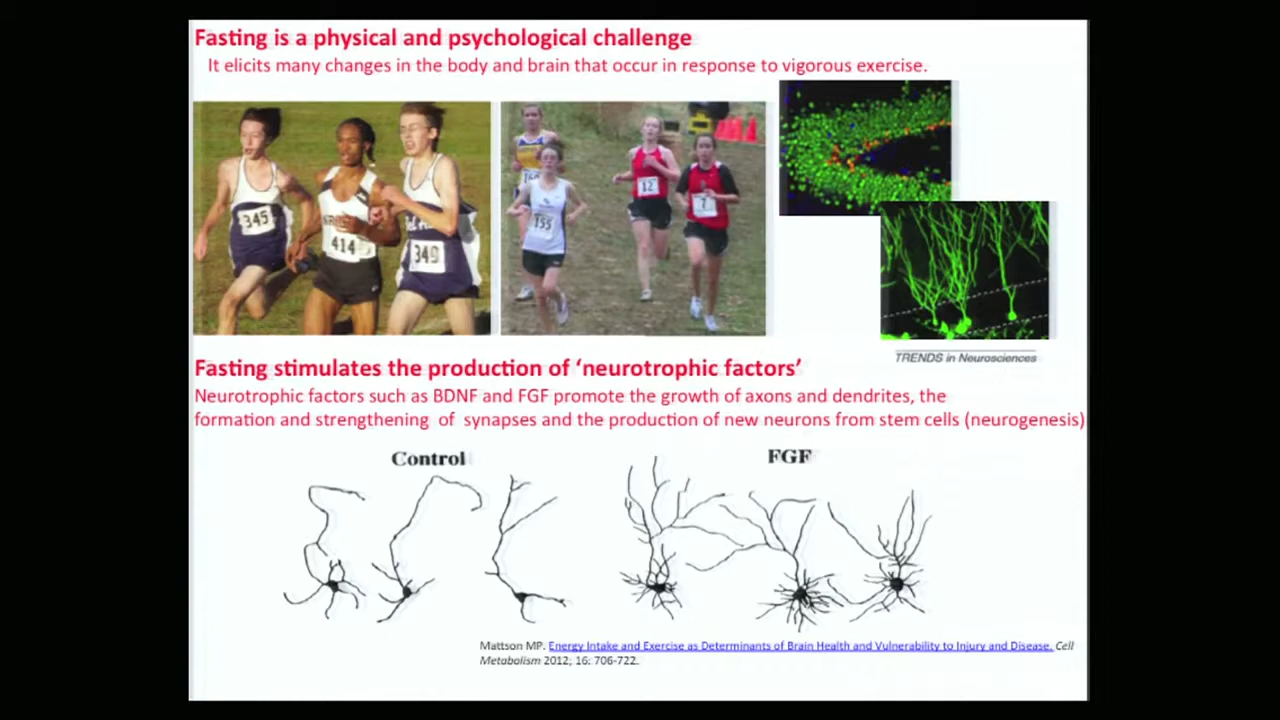 Fasting is a physical and psychological challenge
It elicits many changes in the body and brain that occur in response to vigorous exercise.
345
414
349
155
12
7
TRENDS in Neurosciences
Fasting stimulates the production of ‘neurotrophic factors’
Neurotrophic factors such as BDNF and FGF promote the growth of axons and dendrites, the
formation and strengthening of synapses and the production of new neurons from stem cells (neurogenesis)
Control
FGF
Mattson MP. Energy Intake and Exercise as Determinants of Brain Health and Vulnerability to Injury and Disease. Cell
Metabolism 2012; 16: 706-722.